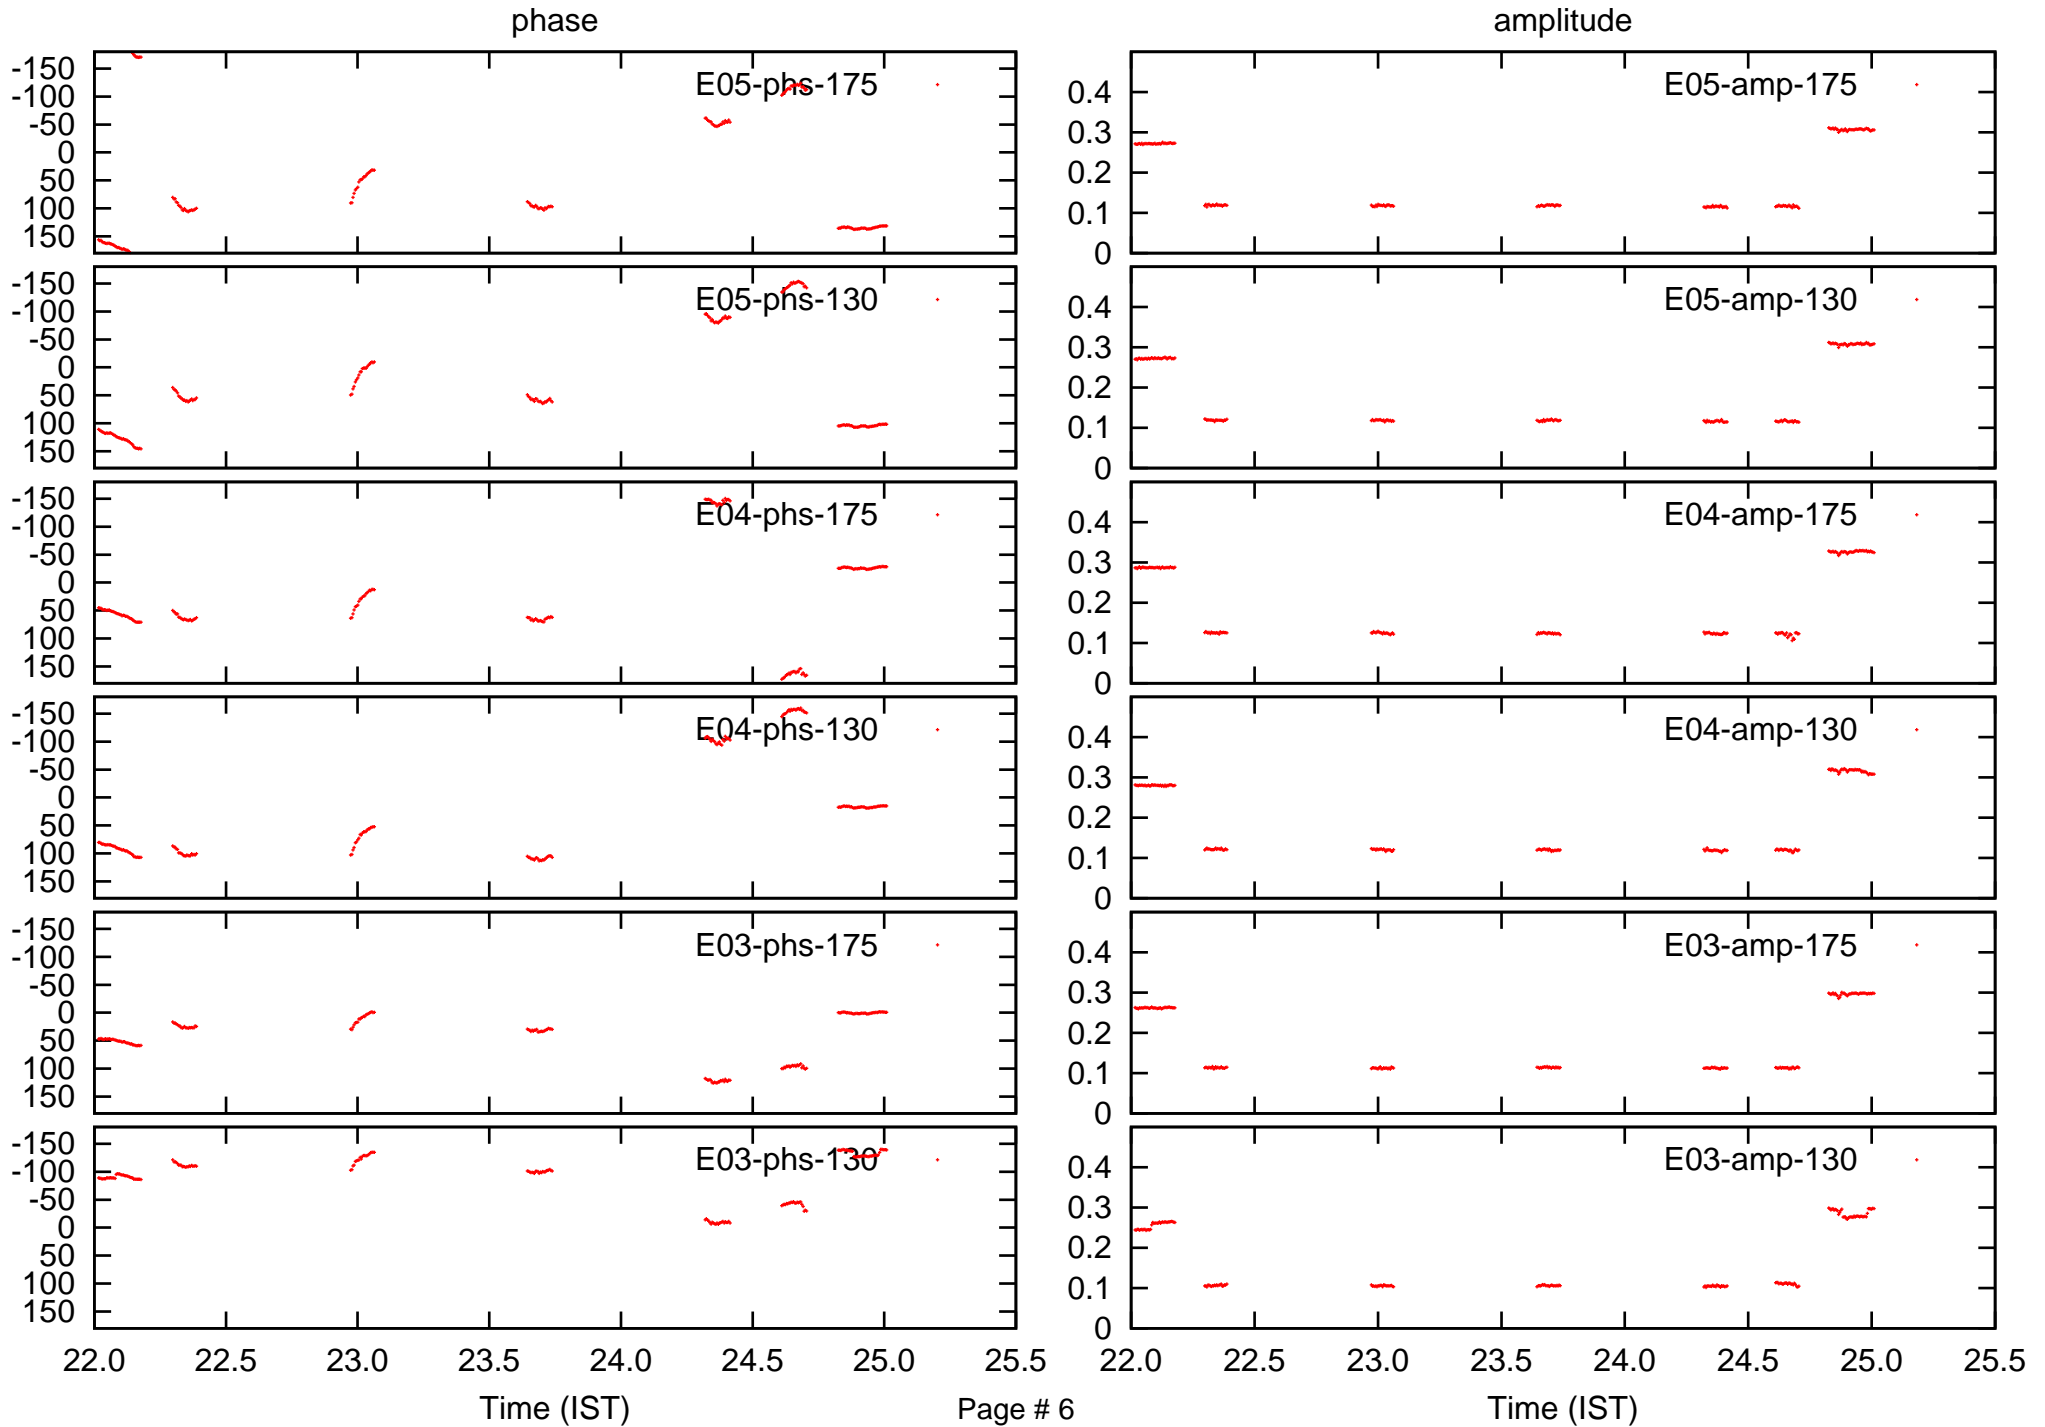 phase amplitude
-150 -100 -50 0 50 100 150 E05-phs-175 0.4 0.3 0.2 0.1 0 E05-amp-175
-150 -100 -50 0 50 100 150 E05-phs-130 0.4 0.3 0.2 0.1 0 E05-amp-130
-150 -100 -50 0 50 100 150 E04-phs-175 0.4 0.3 0.2 0.1 0 E04-amp-175
-150 -100 -50 0 50 100 150 E04-phs-130 0.4 0.3 0.2 0.1 0 E04-amp-130
-150 -100 -50 0 50 100 150 E03-phs-175 0.4 0.3 0.2 0.1 0 E03-amp-175
-150 -100 -50 0 50 100 150 E03-phs-130 0.4 0.3 0.2 0.1 0 E03-amp-130
22.0 22.5 23.0 23.5 24.0 24.5 25.0 25.5 22.0 22.5 23.0 23.5 24.0 24.5 25.0 25.5
Time (IST) Page # 6 Time (IST)